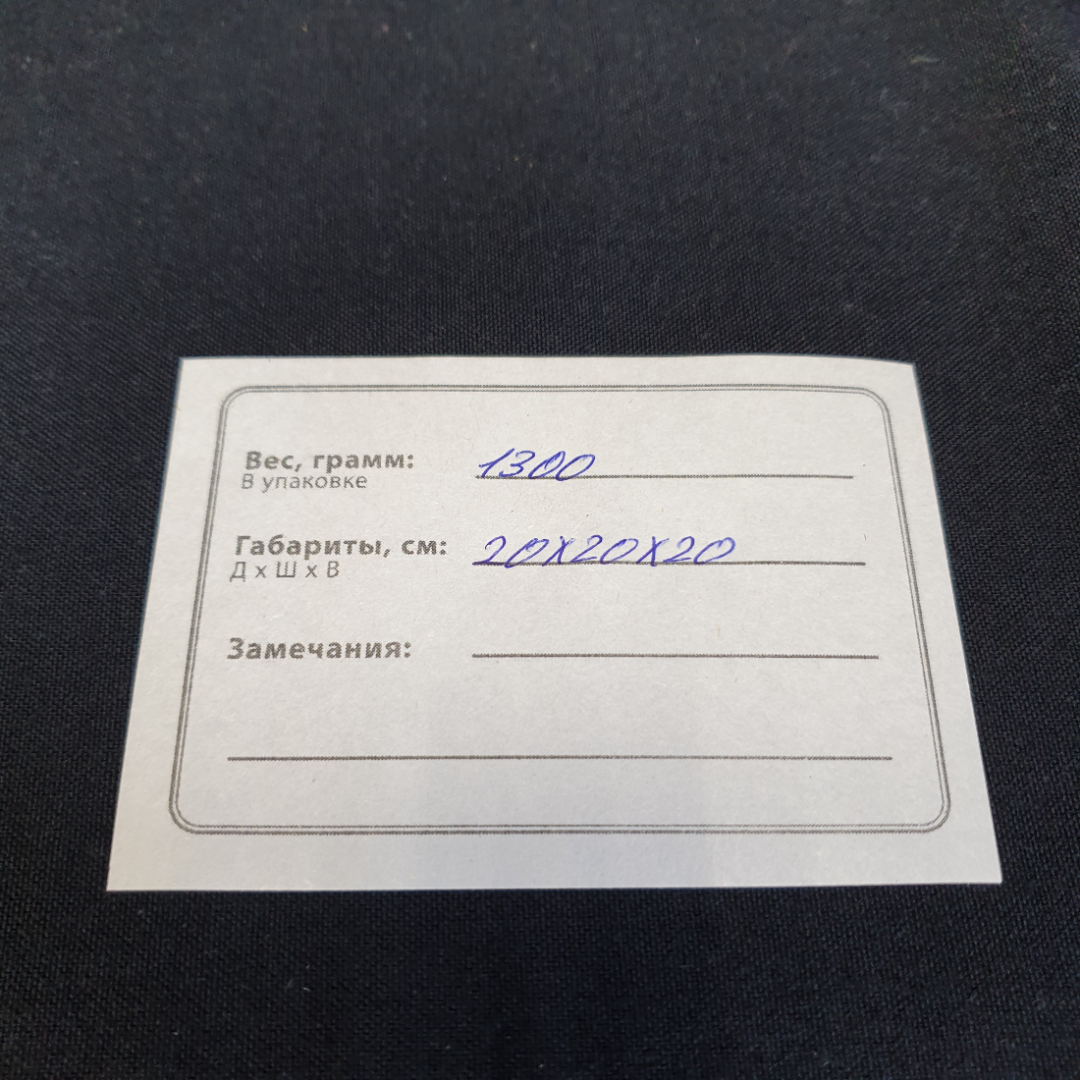 Вес, грамм: 1300
В упаковке
Габариты, см: 20х20х20
Д х Ш х В
Замечания: